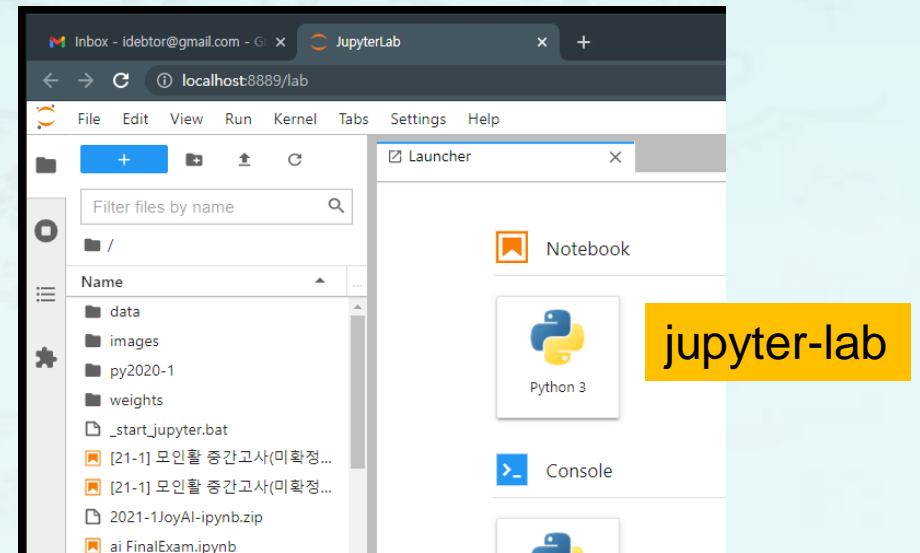 Inbox - idebtor@gmail.com - G
JupyterLab
localhost:8889/lab
File Edit View Run Kernel Tabs Settings Help
Launcher
Filter files by name
/
Notebook
Name
...
data
images
py2020-1
jupyter-lab
weights
Python 3
_start_jupyter.bat
[21-1] 모인활 중간고사(미확정...
[21-1] 모인활 중간고사(미확정...
Console
2021-1JoyAI-ipynb.zip
ai FinalExam.ipynb